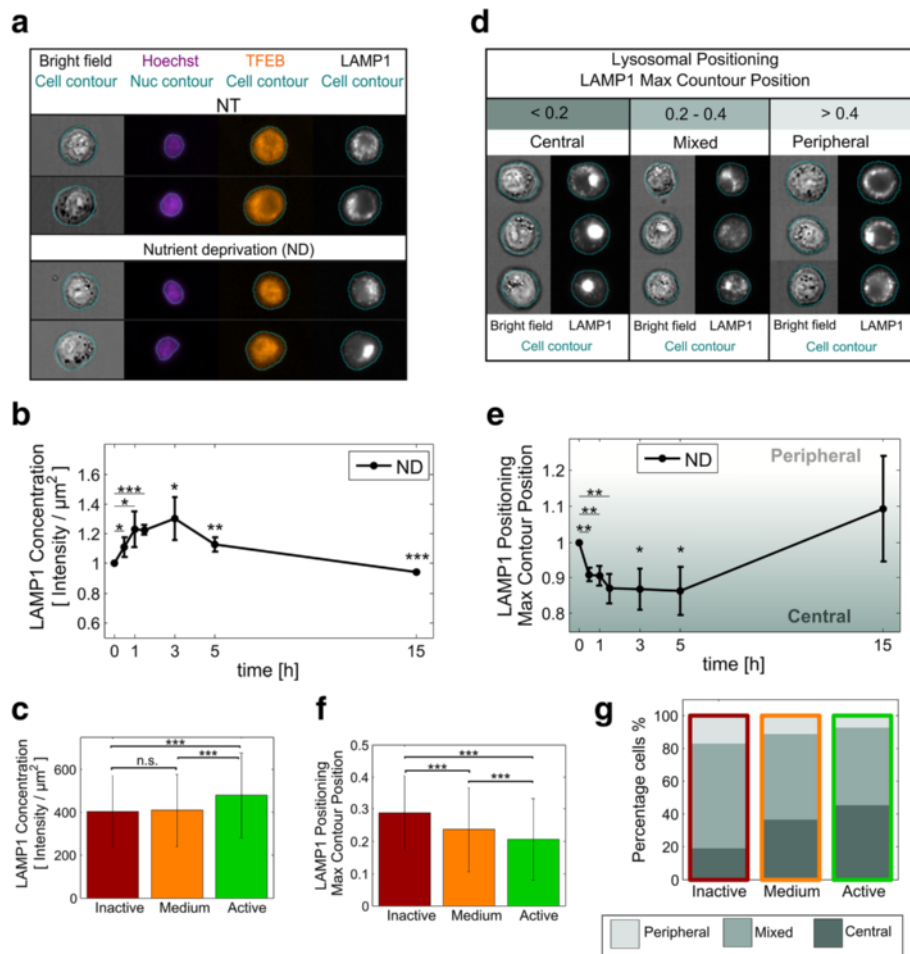 a
Bright field Hoechst TFEB LAMP1
Cell contour Nuc contour Cell contour Cell contour
NT
Nutrient deprivation (ND)
d
Lysosomal Positioning
LAMP1 Max Countour Position
< 0.2 0.2 - 0.4 > 0.4
Central Mixed Peripheral
Bright field LAMP1 Bright field LAMP1 Bright field LAMP1
Cell contour Cell contour Cell contour
b
LAMP1 Concentration
[ Intensity / µm²]
1.6
1.4
1.2
1
0.8
0.6
ND
*
*
***
*
**
***
0 1 3 5 15
time [h]
e
LAMP1 Positioning
Max Contour Position
1.2
1.1
1
0.9
0.8
ND
Peripheral
Central
**
**
**
*
*
0 1 3 5 15
time [h]
c
LAMP1 Concentration
[ Intensity / µm²]
600
400
200
0
***
n.s.
***
Inactive Medium Active
f
LAMP1 Positioning
Max Contour Position
0.5
0.4
0.3
0.2
0.1
0
***
***
***
Inactive Medium Active
g
Percentage cells %
100
80
60
40
20
0
Inactive Medium Active
Peripheral Mixed Central